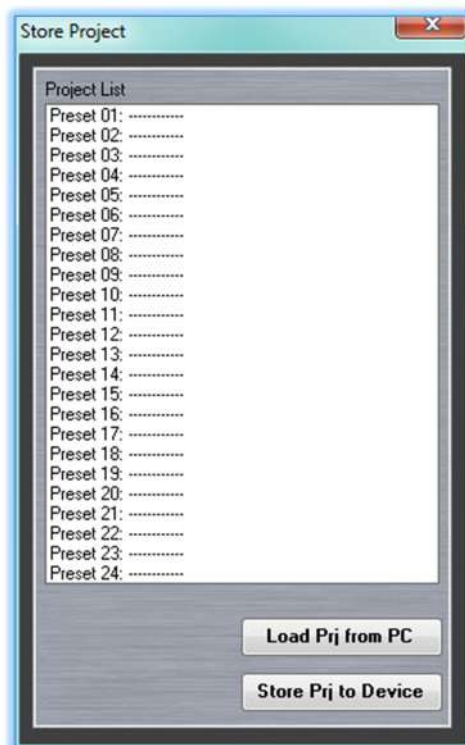 Store Project
Project List
Preset 01: ------------
Preset 02: ------------
Preset 03: ------------
Preset 04: ------------
Preset 05: ------------
Preset 06: ------------
Preset 07: ------------
Preset 08: ------------
Preset 09: ------------
Preset 10: ------------
Preset 11: ------------
Preset 12: ------------
Preset 13: ------------
Preset 14: ------------
Preset 15: ------------
Preset 16: ------------
Preset 17: ------------
Preset 18: ------------
Preset 19: ------------
Preset 20: ------------
Preset 21: ------------
Preset 22: ------------
Preset 23: ------------
Preset 24: ------------
Load Prj from PC
Store Prj to Device